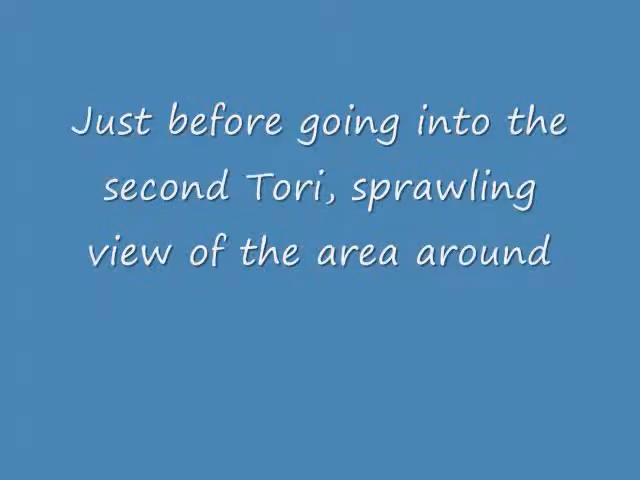 Just before going into the
second Tori, sprawling
view of the area around